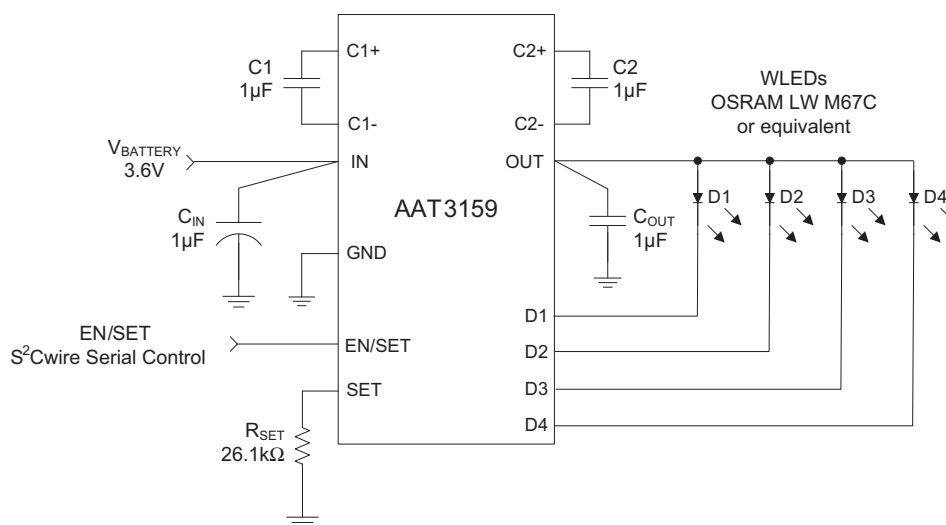 C1+
C1
1µF
C1-
C2+
C2
1µF
C2-
WLEDs
OSRAM LW M67C
or equivalent
VBATTERY
3.6V
IN
OUT
AAT3159
CIN
1µF
COUT
1µF
D1
D2
D3
D4
GND
D1
D2
D3
D4
EN/SET
S²Cwire Serial Control
EN/SET
SET
RSET
26.1kΩ